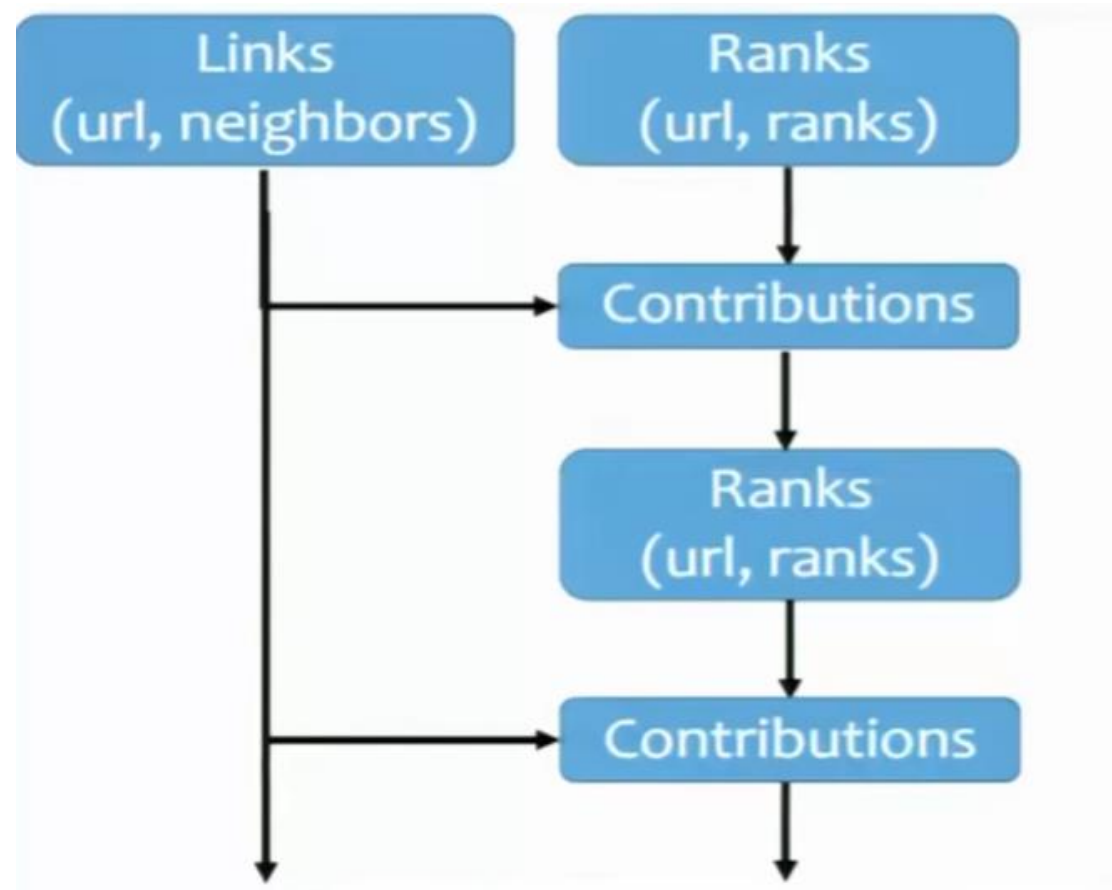 Links
(url, neighbors)
Ranks
(url, ranks)
Contributions
Ranks
(url, ranks)
Contributions